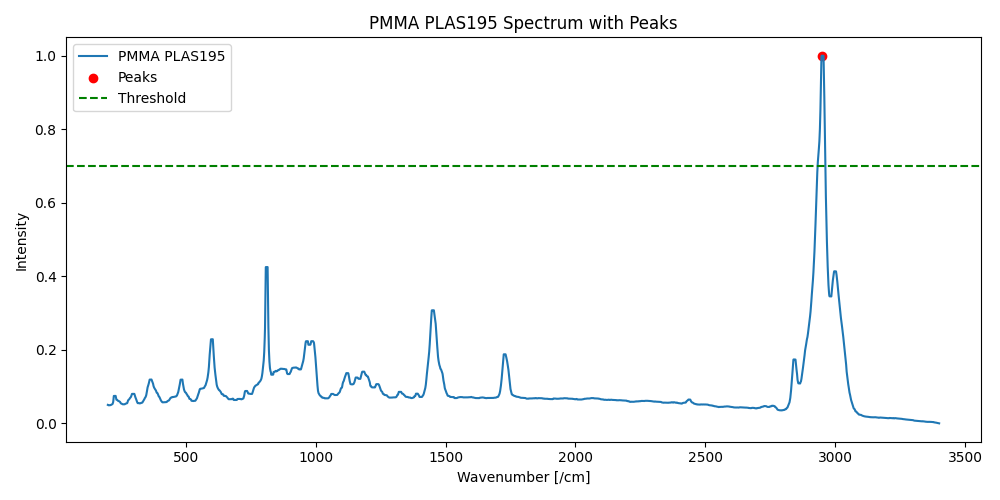 PMMA PLAS195 Spectrum with Peaks
PMMA PLAS195
Peaks
Threshold
Intensity
1.0
0.8
0.6
0.4
0.2
0.0
500 1000 1500 2000 2500 3000 3500
Wavenumber [/cm]